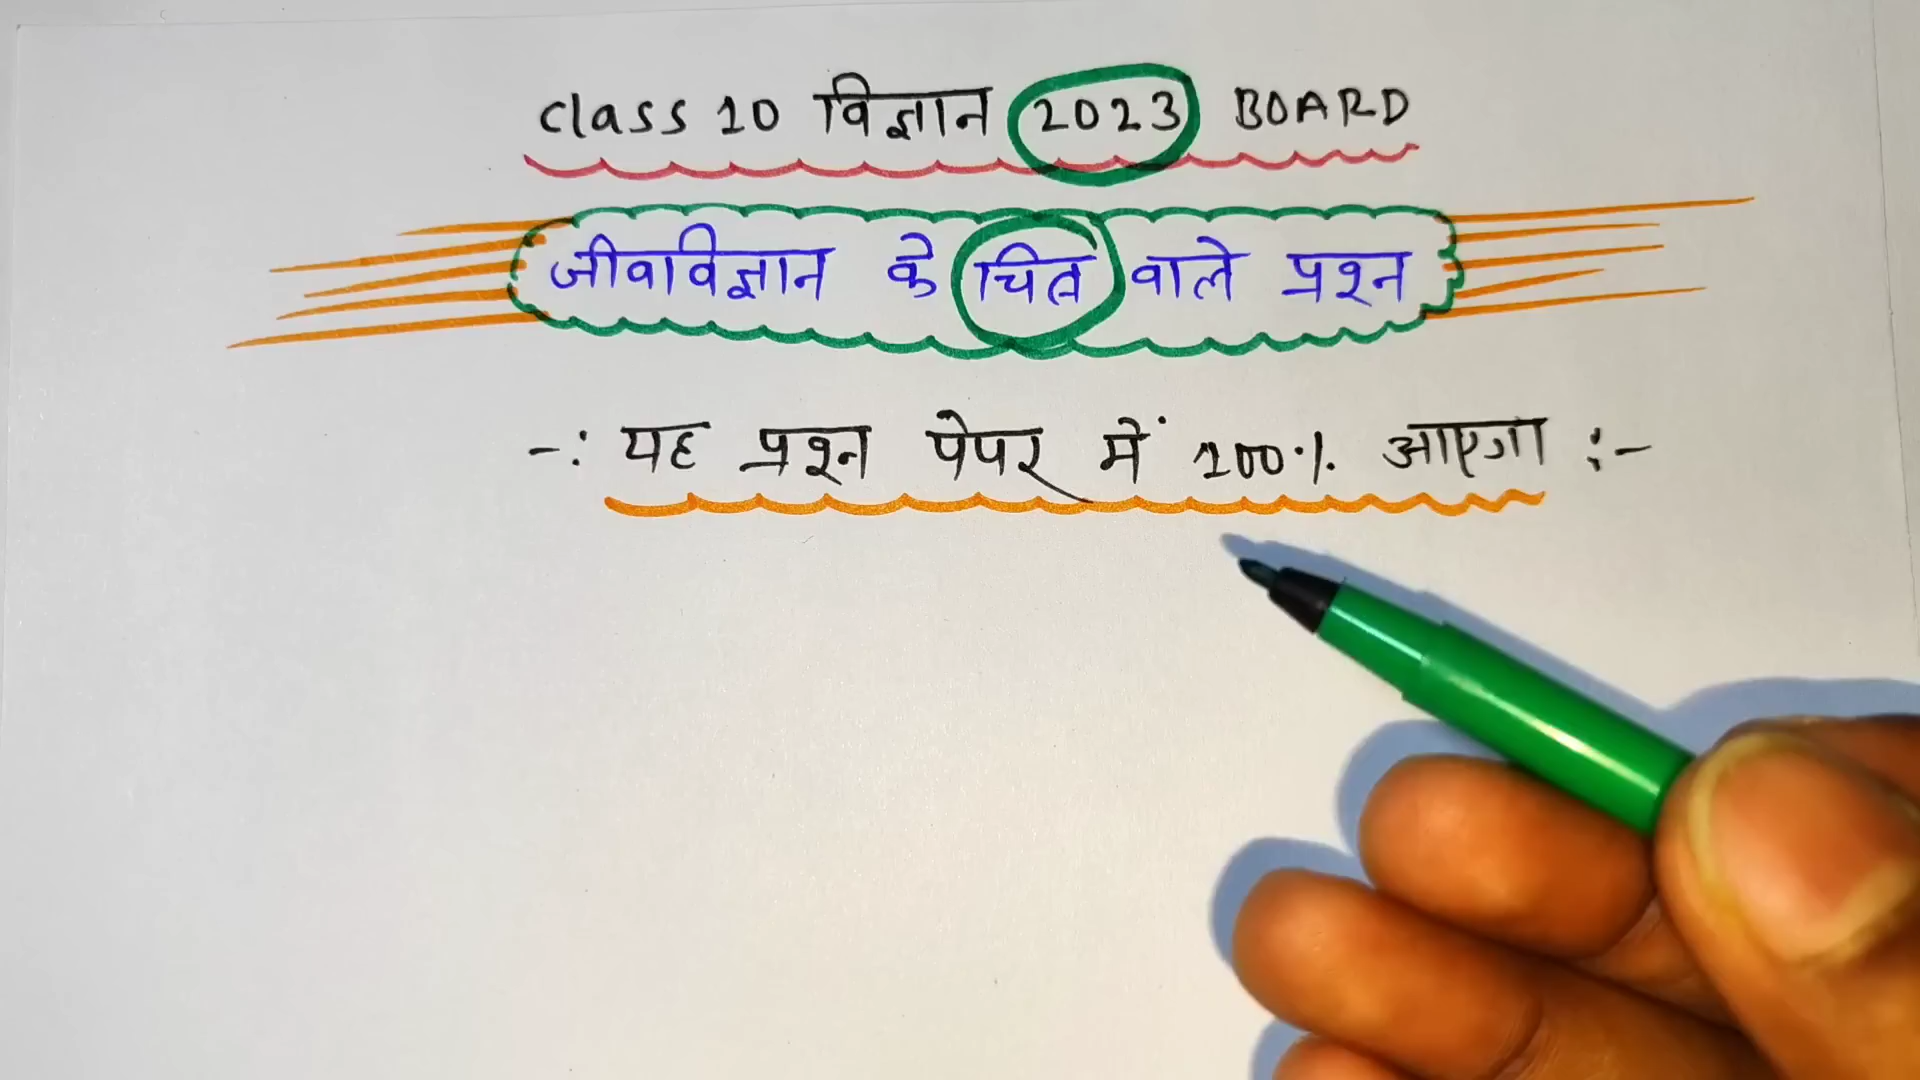 class 10 विज्ञान 2023 BOARD
जीवविज्ञान के चित्र वाले प्रश्न
-: यह प्रश्न पेपर में 100% आएगा :-